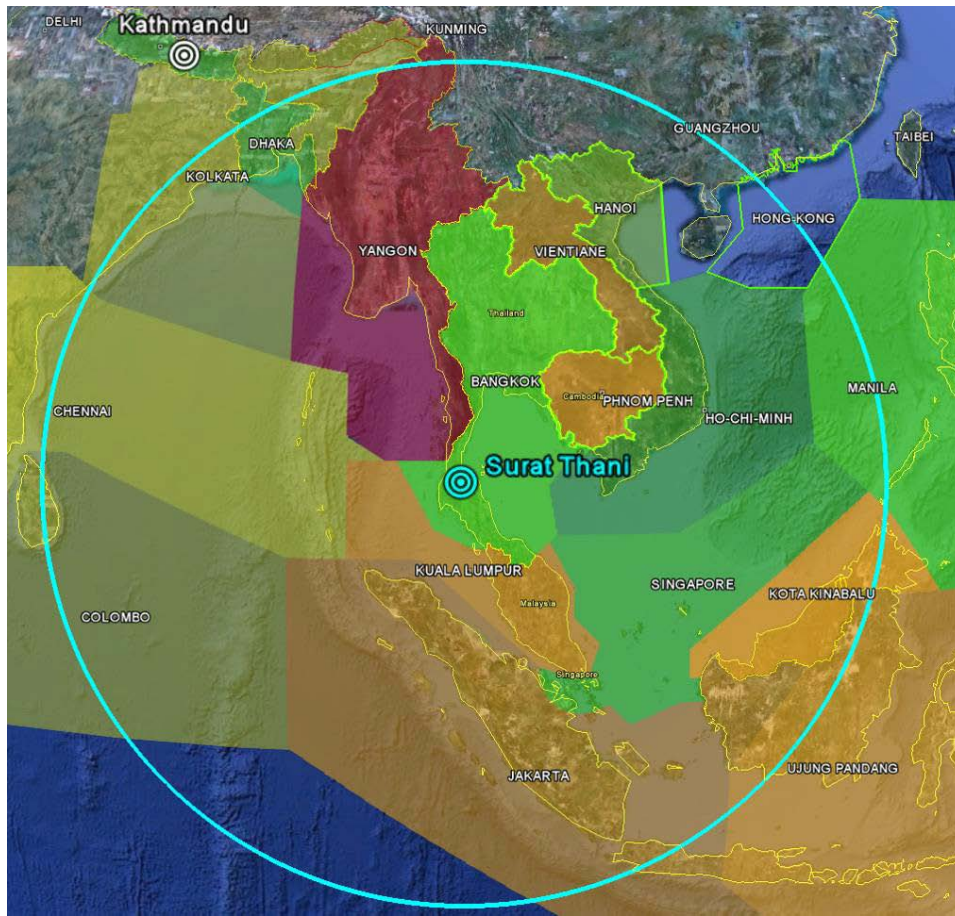 DELHI
Kathmandu
KUNMING
GUANGZHOU
TAIBEI
DHAKA
KOLKATA
HANOI
HONG-KONG
YANGON
VIENTIANE
Thailand
BANGKOK
Cambodia
PHNOM PENH
MANILA
CHENNAI
HO-CHI-MINH
Surat Thani
KUALA LUMPUR
SINGAPORE
KOTA KINABALU
Malaysia
COLOMBO
Singapore
JAKARTA
UJUNG PANDANG